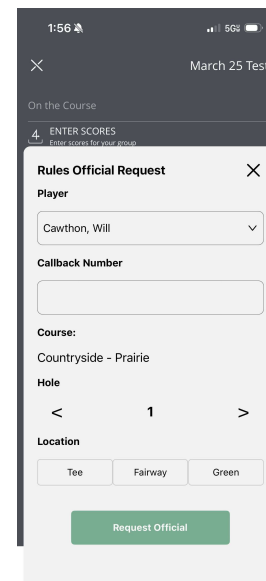 1:56
5G
March 25 Test
On the Course
4 ENTER SCORES
Enter scores for your group
Rules Official Request
Player
Cawthon, Will
Callback Number
Course:
Countryside - Prairie
Hole
< 1 >
Location
Tee Fairway Green
Request Official